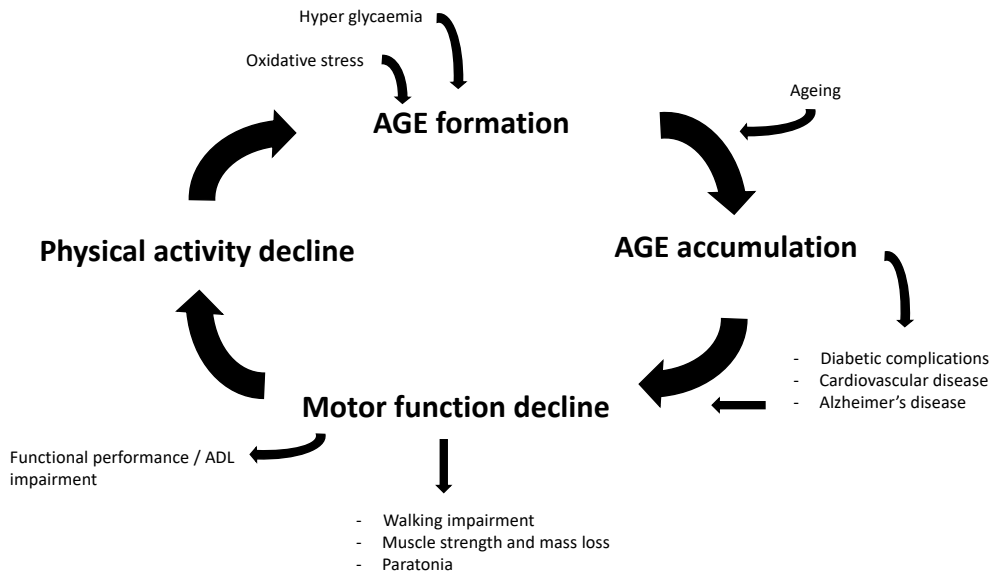 Hyper glycaemia
Oxidative stress
AGE formation
Ageing
Physical activity decline
AGE accumulation
- Diabetic complications
- Cardiovascular disease
- Alzheimer’s disease
Motor function decline
Functional performance / ADL
impairment
- Walking impairment
- Muscle strength and mass loss
- Paratonia